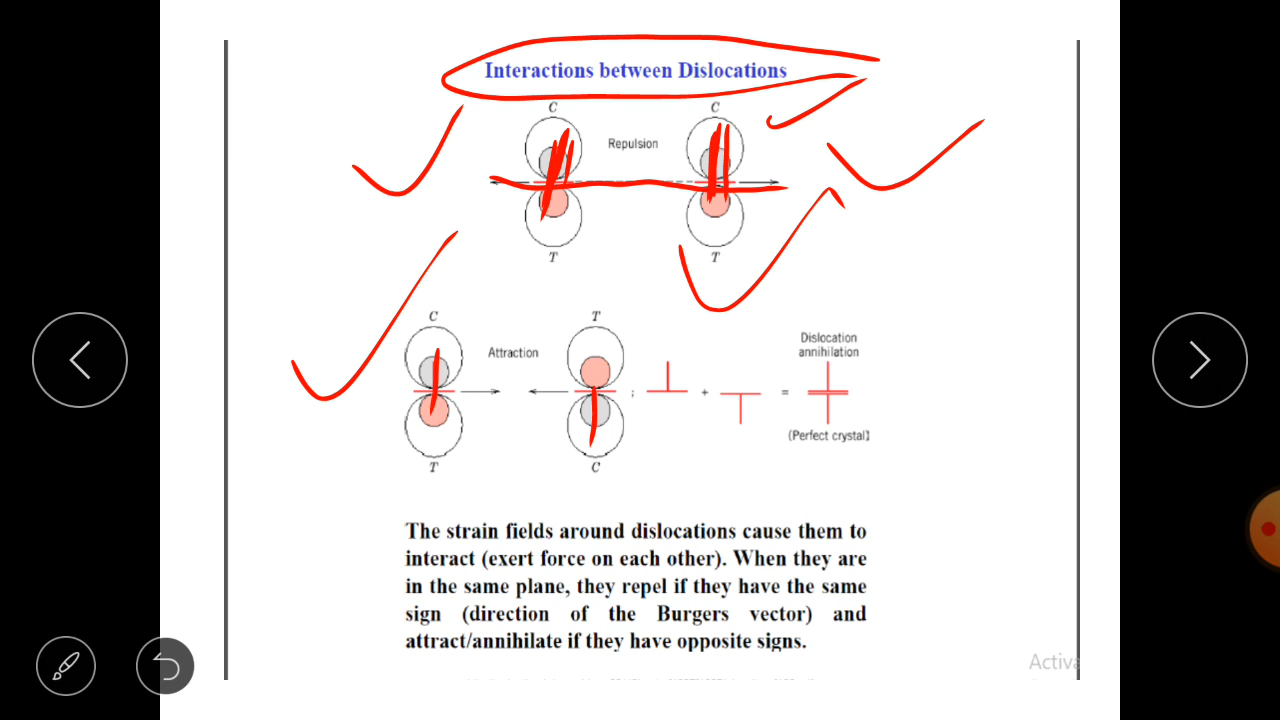 Interactions between Dislocations
C C
Repulsion
T T
C T
Attraction
Dislocation
annihilation
; + =
(Perfect crystal)
T C
The strain fields around dislocations cause them to
interact (exert force on each other). When they are
in the same plane, they repel if they have the same
sign (direction of the Burgers vector) and
attract/annihilate if they have opposite signs.
Activa